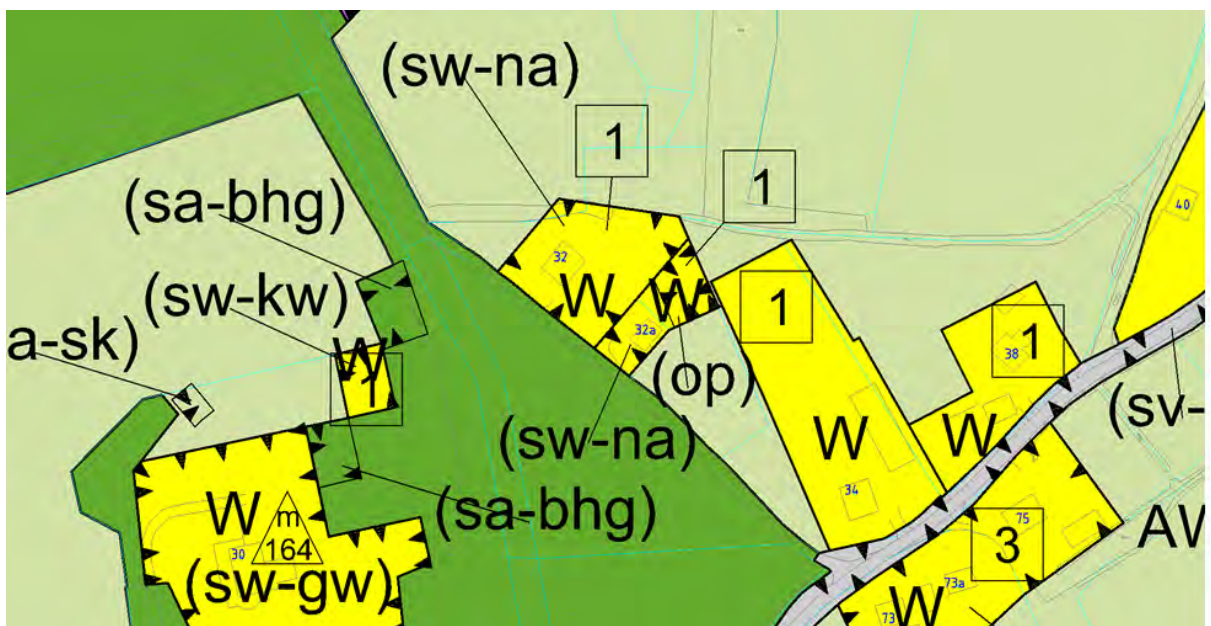 (sw-na)
1
1
(sa-bhg)
40
32
W
W
(sw-kw)
1
38
1
a-sk)
W
32a
(op)
(sv-
(sw-na)
W
W
34
(sa-bhg)
W
m
164
30
(sw-gw)
75
3
AW
73a
73
W